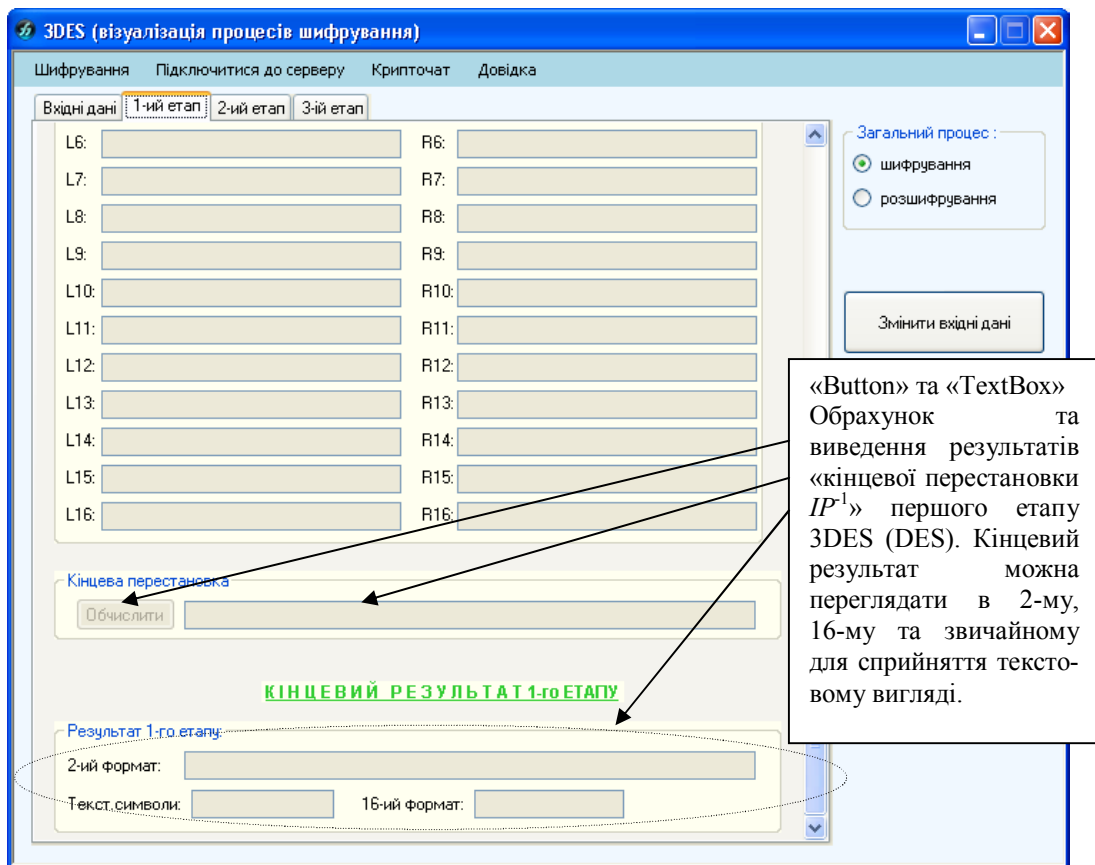 3DES (візуалізація процесів шифрування)
Шифрування Підключитися до серверу Крипточат Довідка
Вхідні дані 1-ий етап 2-ий етап 3-ій етап
L6: R6:
L7: R7:
L8: R8:
L9: R9:
L10: R10:
L11: R11:
L12: R12:
L13: R13:
L14: R14:
L15: R15:
L16: R16:
Загальний процес :
шифрування
розшифрування
Змінити вхідні дані
«Button» та «TextBox»
Обрахунок та
виведення результатів
«кінцевої перестановки
IP⁻¹» першого етапу
3DES (DES). Кінцевий
результат можна
переглядати в 2-му,
16-му та звичайному
для сприйняття тексто-
вому вигляді.
Кінцева перестановка
Обчислити
КІНЦЕВИЙ РЕЗУЛЬТАТ 1-го ЕТАПУ
Результат 1-го етапу:
2-ий формат:
Текст.символи: 16-ий формат: